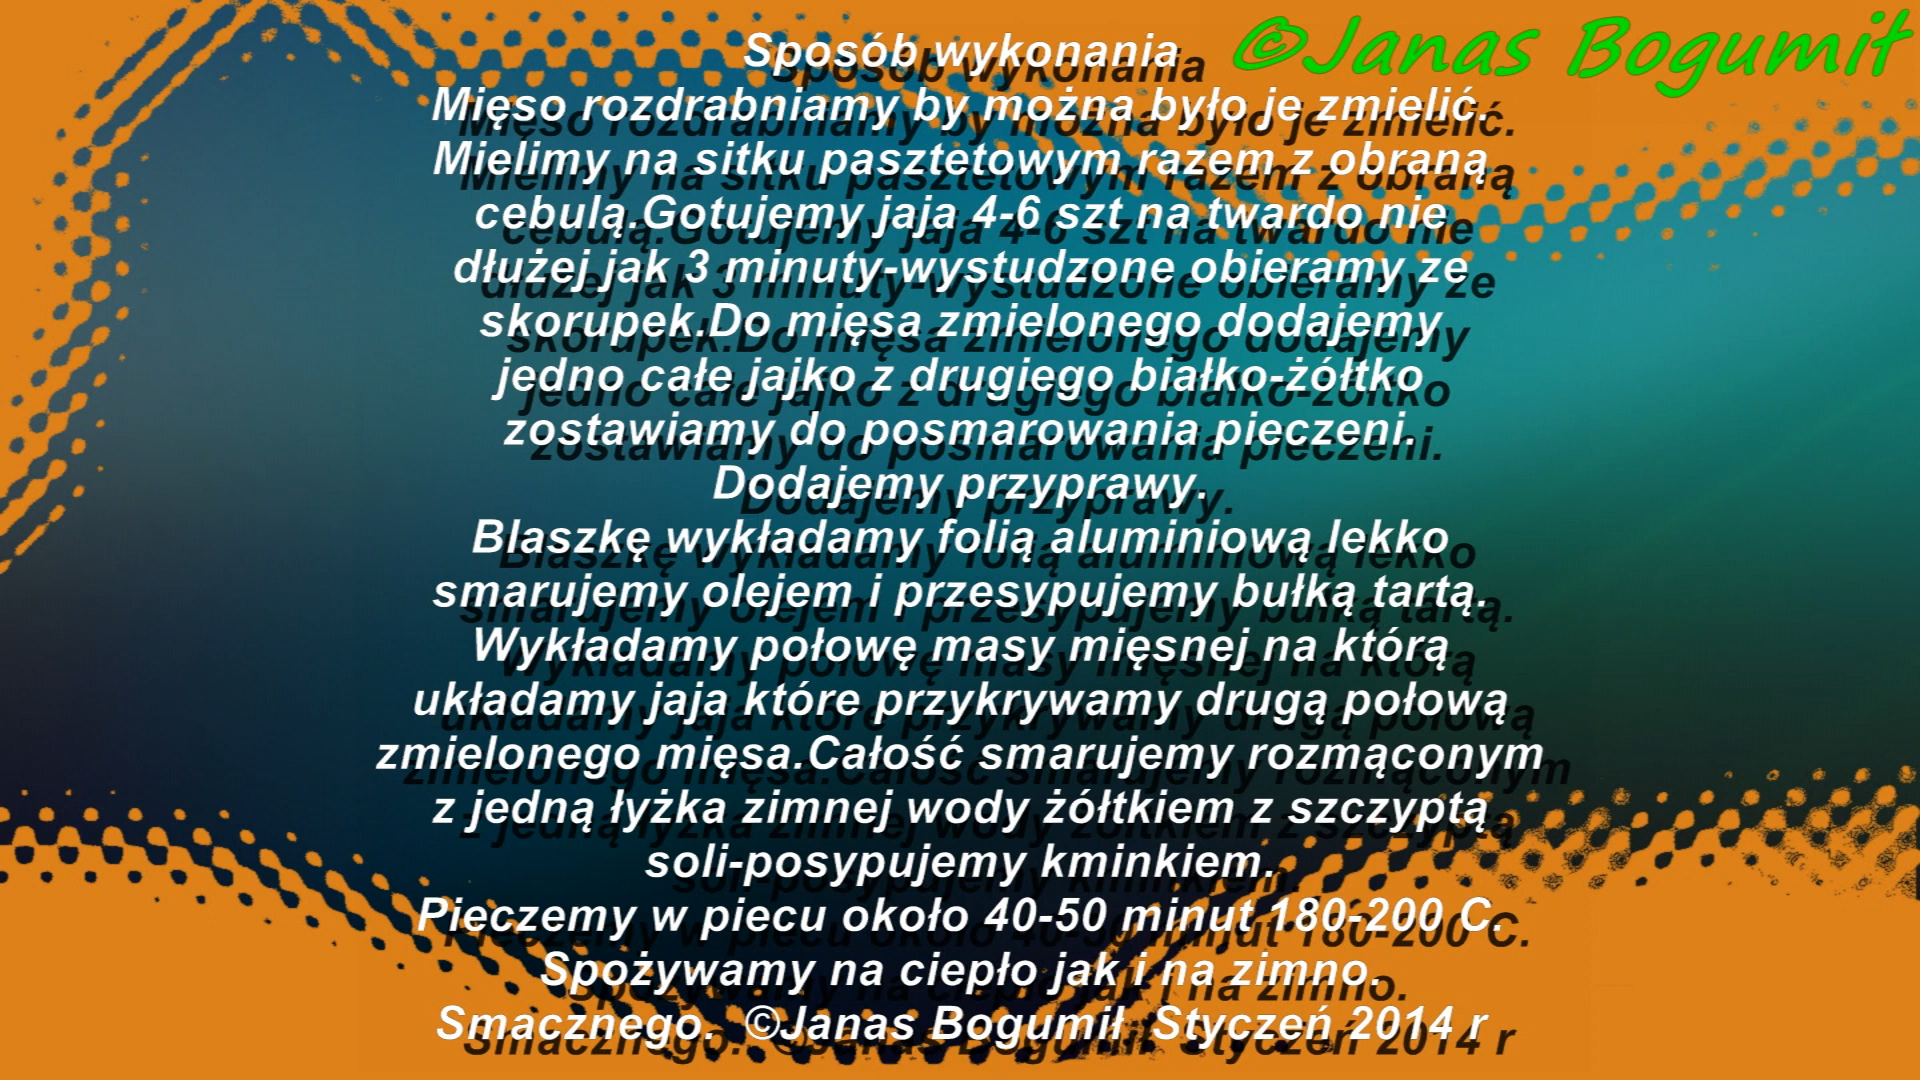 ©Janas Bogumił
Sposób wykonania
Mięso rozdrabniamy by można było je zmielić.
Mielimy na sitku pasztetowym razem z obraną
cebulą.Gotujemy jaja 4-6 szt na twardo nie
dłużej jak 3 minuty-wystudzone obieramy ze
skorupek.Do mięsa zmielonego dodajemy
jedno całe jajko z drugiego białko-żółtko
zostawiamy do posmarowania pieczeni.
Dodajemy przyprawy.
Blaszkę wykładamy folią aluminiową lekko
smarujemy olejem i przesypujemy bułką tartą.
Wykładamy połowę masy mięsnej na którą
układamy jaja które przykrywamy drugą połową
zmielonego mięsa.Całość smarujemy rozmąconym
z jedną łyżka zimnej wody żółtkiem z szczyptą
soli-posypujemy kminkiem.
Pieczemy w piecu około 40-50 minut 180-200 C.
Spożywamy na ciepło jak i na zimno.
Smacznego. ©Janas Bogumił Styczeń 2014 r